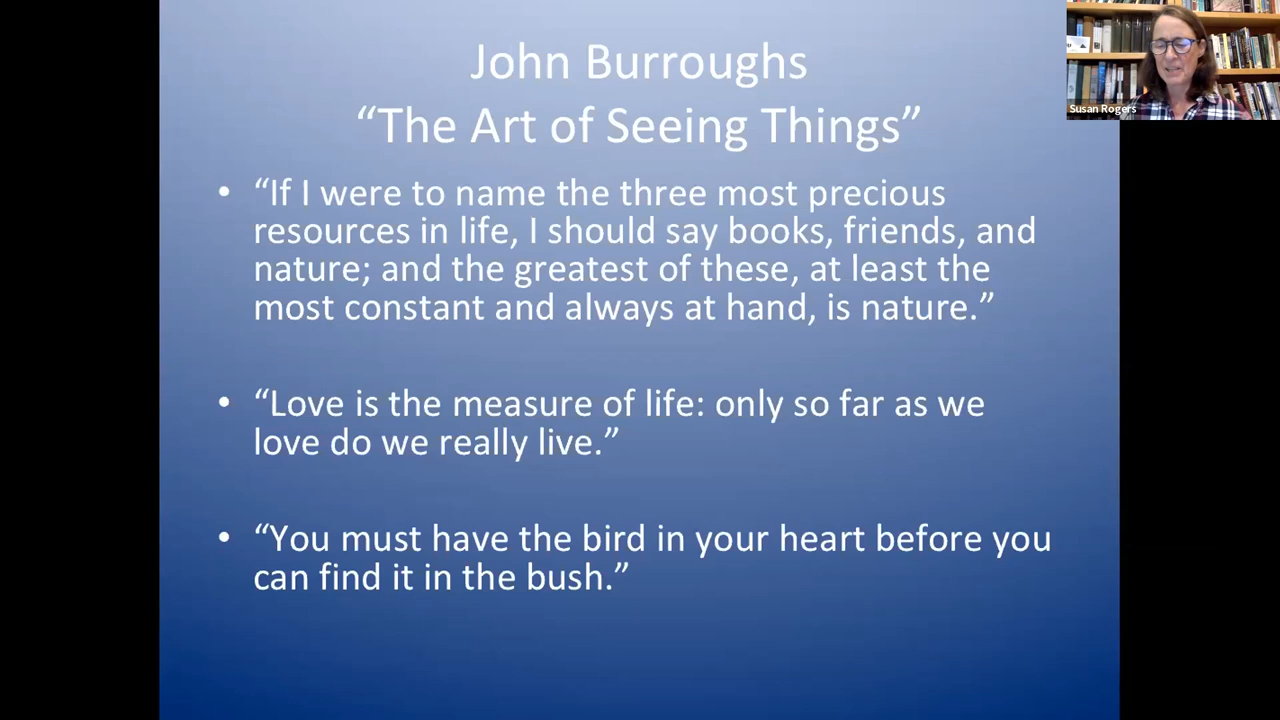 John Burroughs
“The Art of Seeing Things”
• “If I were to name the three most precious
resources in life, I should say books, friends, and
nature; and the greatest of these, at least the
most constant and always at hand, is nature.”
• “Love is the measure of life: only so far as we
love do we really live.”
• “You must have the bird in your heart before you
can find it in the bush.”
Susan Rogers